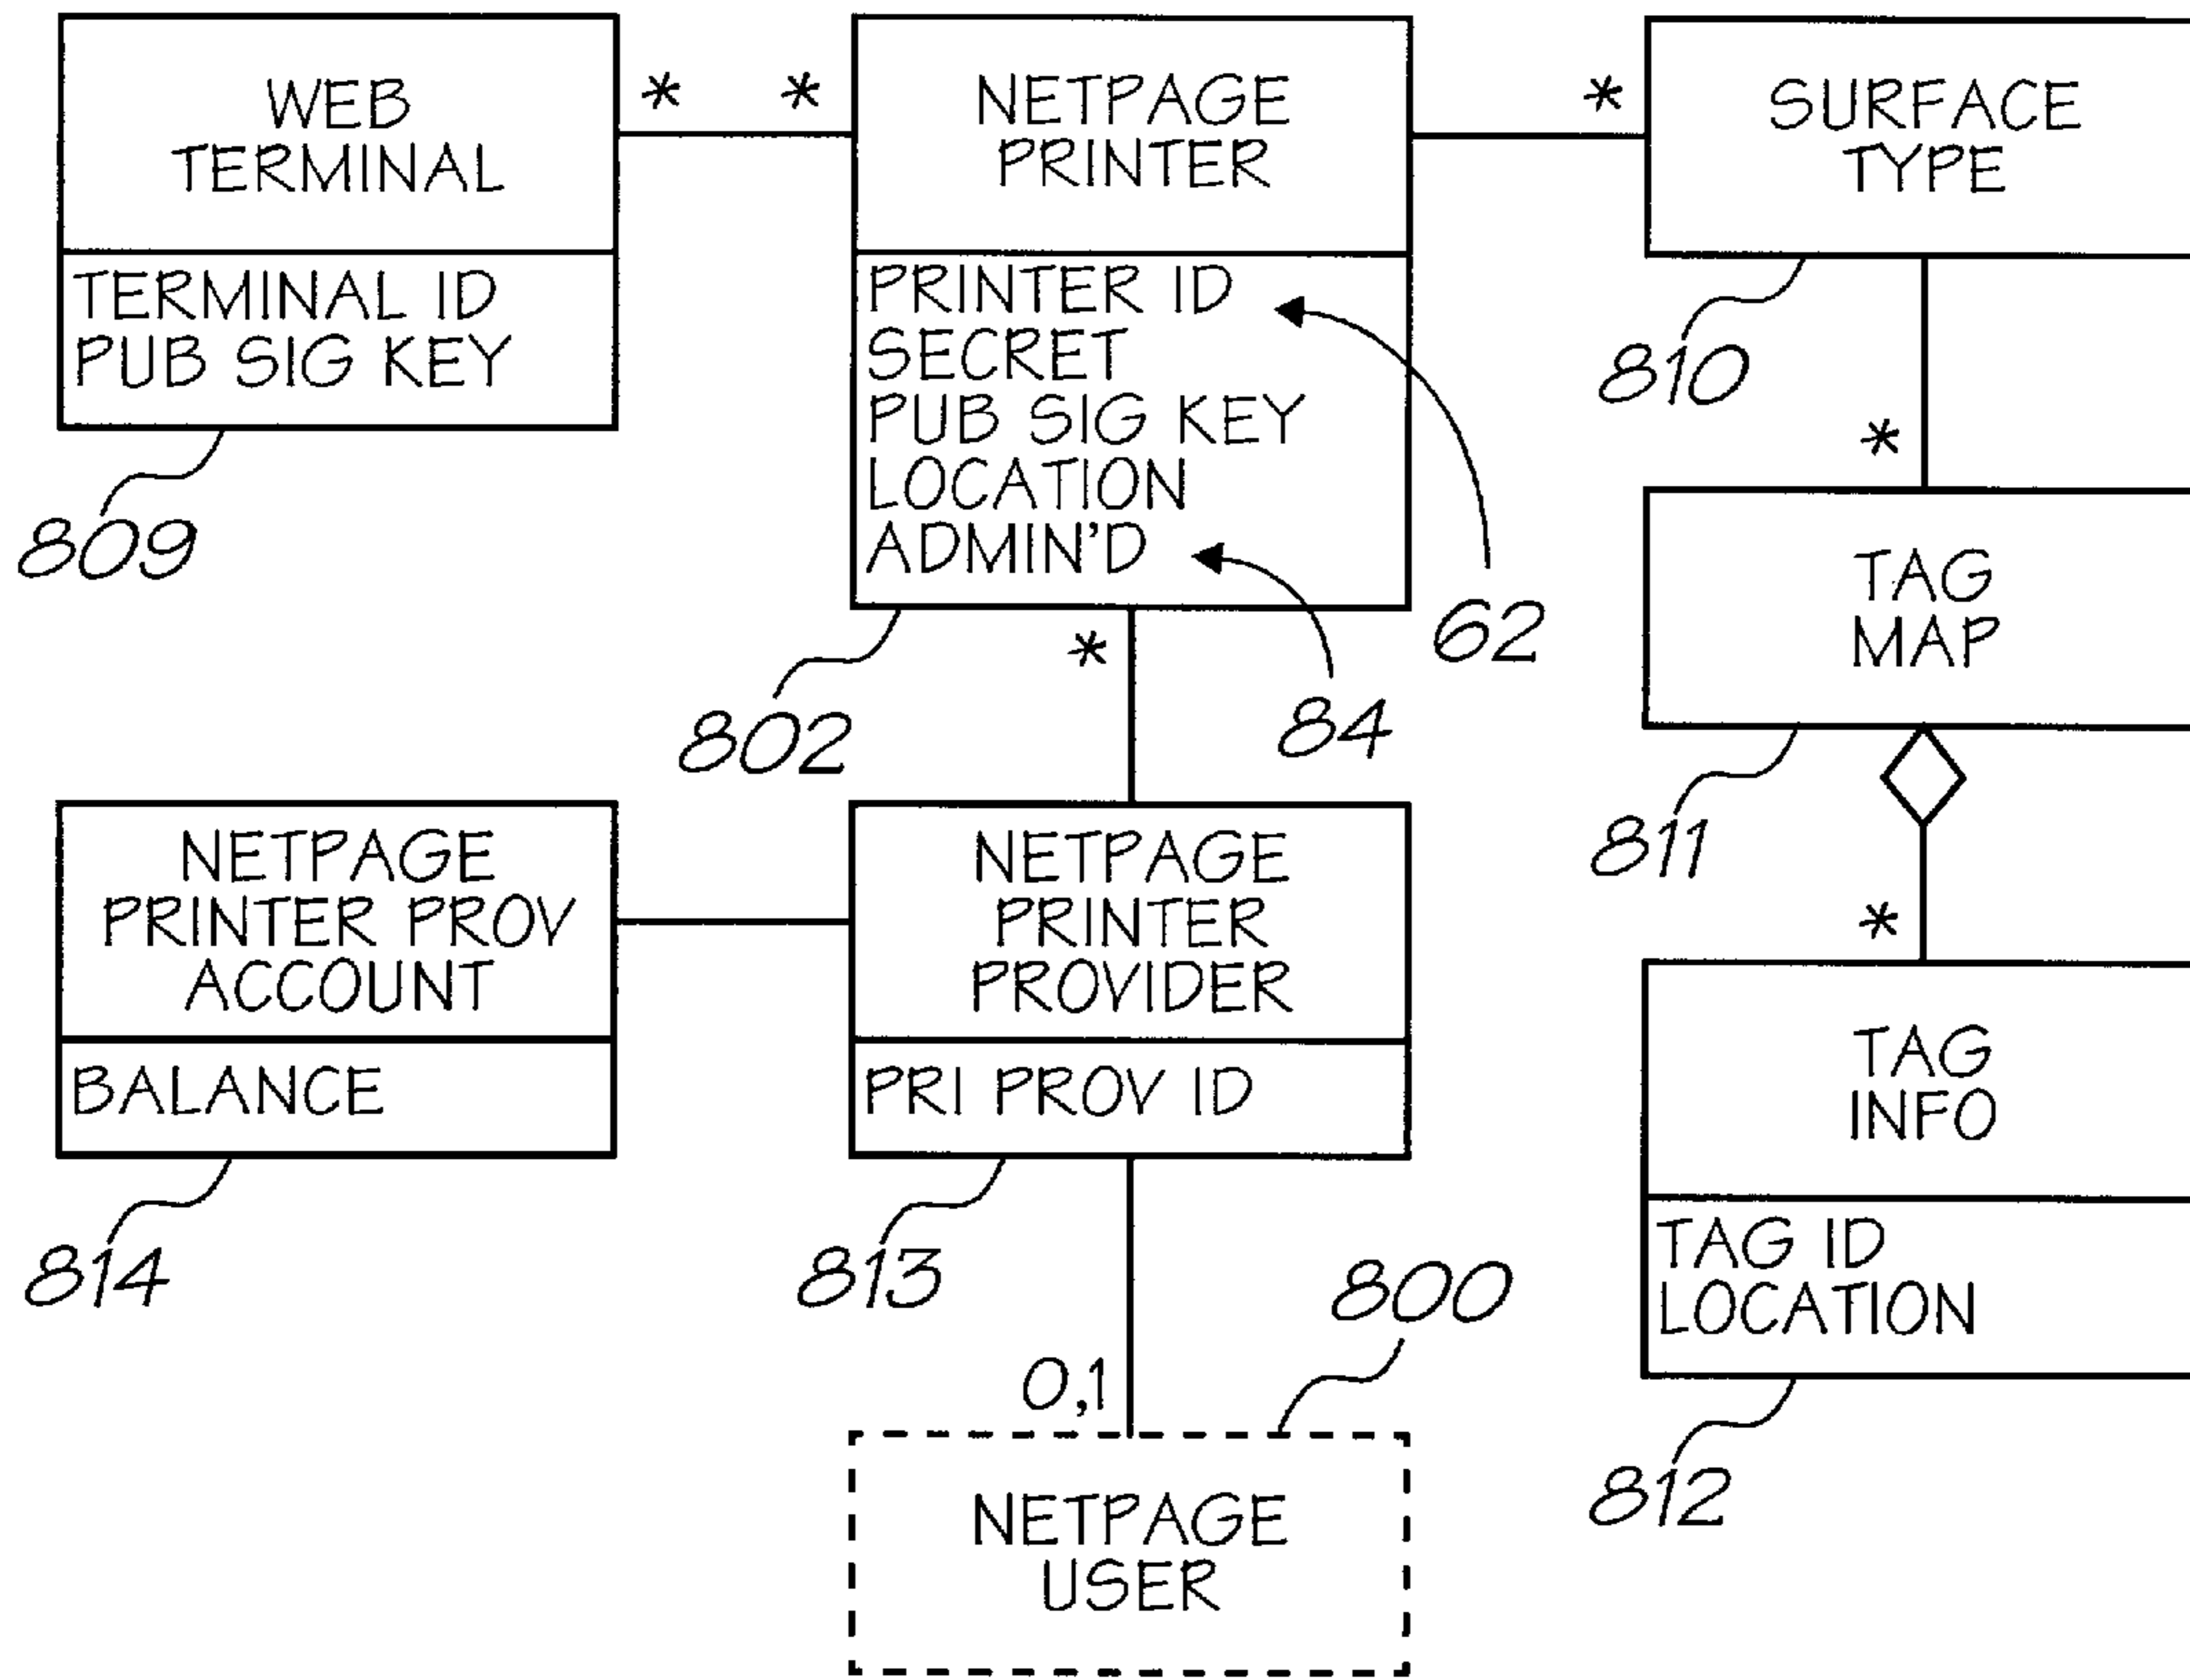 WEB
TERMINAL
TERMINAL ID
PUB SIG KEY
809
* *
NETPAGE
PRINTER
PRINTER ID
SECRET
PUB SIG KEY
LOCATION
ADMIN'D
802
62
84
*
SURFACE
TYPE
810
*
TAG
MAP
811
*
TAG
INFO
TAG ID
LOCATION
812
*
NETPAGE
PRINTER PROV
ACCOUNT
BALANCE
814
NETPAGE
PRINTER
PROVIDER
PRI PROV ID
813
800
0,1
NETPAGE
USER